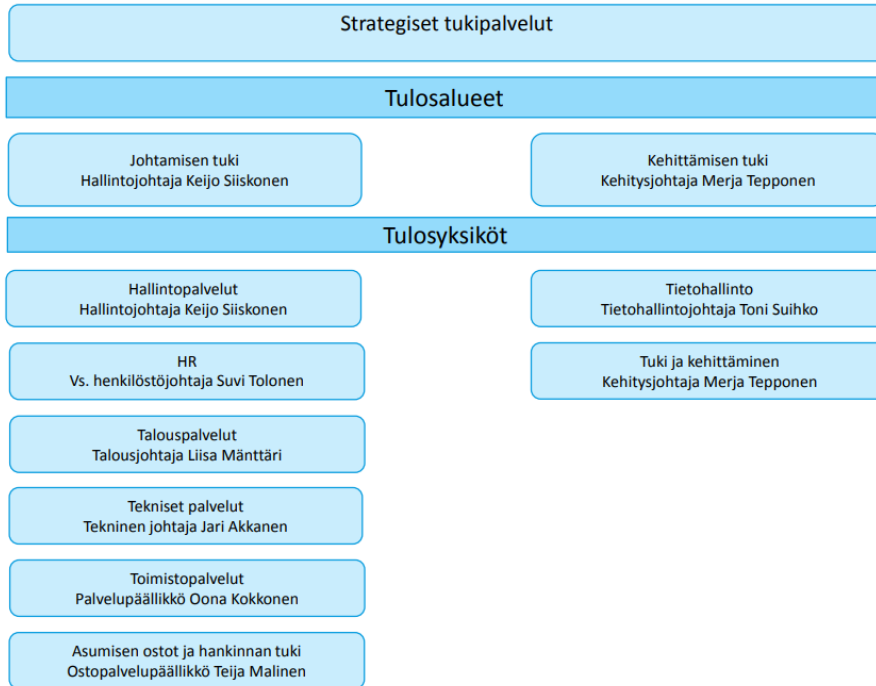 Strategiset tukipalvelut
Tulosalueet
Johtamisen tuki
Hallintojohtaja Keijo Siiskonen
Kehittämisen tuki
Kehitysjohtaja Merja Tepponen
Tulosyksiköt
Hallintopalvelut
Hallintojohtaja Keijo Siiskonen
Tietohallinto
Tietohallintojohtaja Toni Suihko
HR
Vs. henkilöstöjohtaja Suvi Tolonen
Tuki ja kehittäminen
Kehitysjohtaja Merja Tepponen
Talouspalvelut
Talousjohtaja Liisa Mänttäri
Tekniset palvelut
Tekninen johtaja Jari Akkanen
Toimistopalvelut
Palvelupäällikkö Oona Kokkonen
Asumisen ostot ja hankinnan tuki
Ostopalvelupäällikkö Teija Malinen